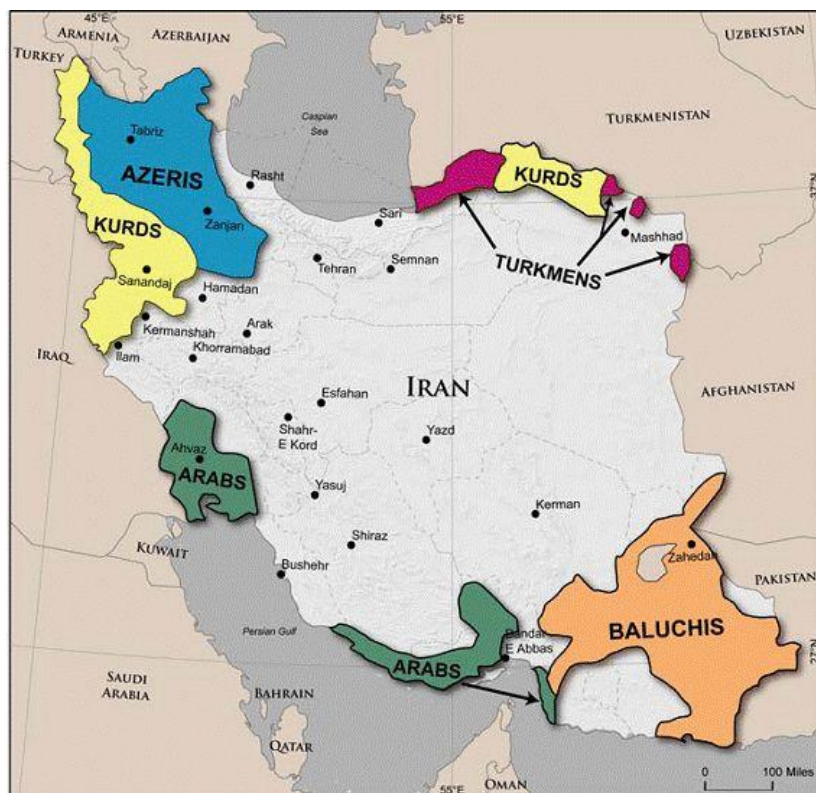 45°E
55°E
ARMENIA
AZERBAIJAN
UZBEKISTAN
TURKEY
TURKMENISTAN
Caspian
Sea
Tabriz
AZERIS
Rasht
KURDS
37°N
Zanjan
KURDS
Sari
Mashhad
TURKMENS
Tehran
Semnan
Sanandaj
Hamadan
Kermanshah
Arak
IRAQ
Ilam
Khorramabad
IRAN
AFGHANISTAN
Esfahan
Shahr-
E Kord
Yazd
Ahvaz
ARABS
Yasuj
Kerman
Shiraz
Zahedan
KUWAIT
Bushehr
PAKISTAN
Persian Gulf
BALUCHIS
Bandar
E Abbas
ARABS
27°N
SAUDI
ARABIA
BAHRAIN
QATAR
55°E
OMAN
0 100 Miles